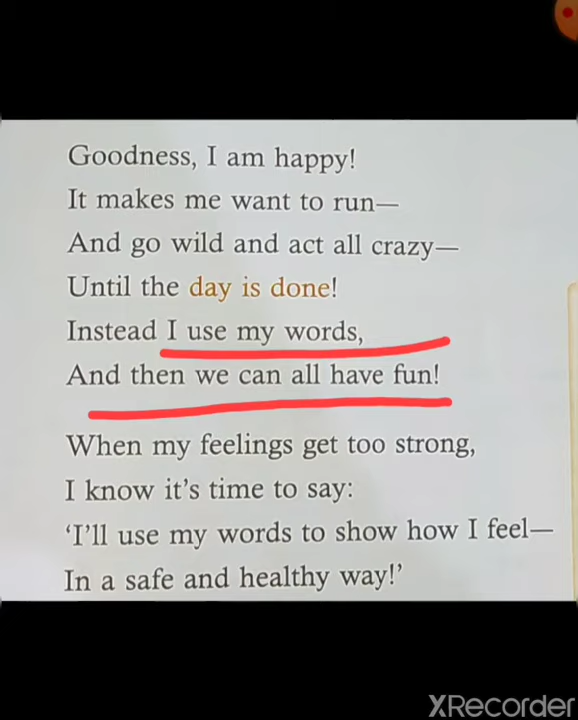 Goodness, I am happy!
It makes me want to run—
And go wild and act all crazy—
Until the day is done!
Instead I use my words,
And then we can all have fun!
When my feelings get too strong,
I know it's time to say:
‘I'll use my words to show how I feel—
In a safe and healthy way!’
XRecorder